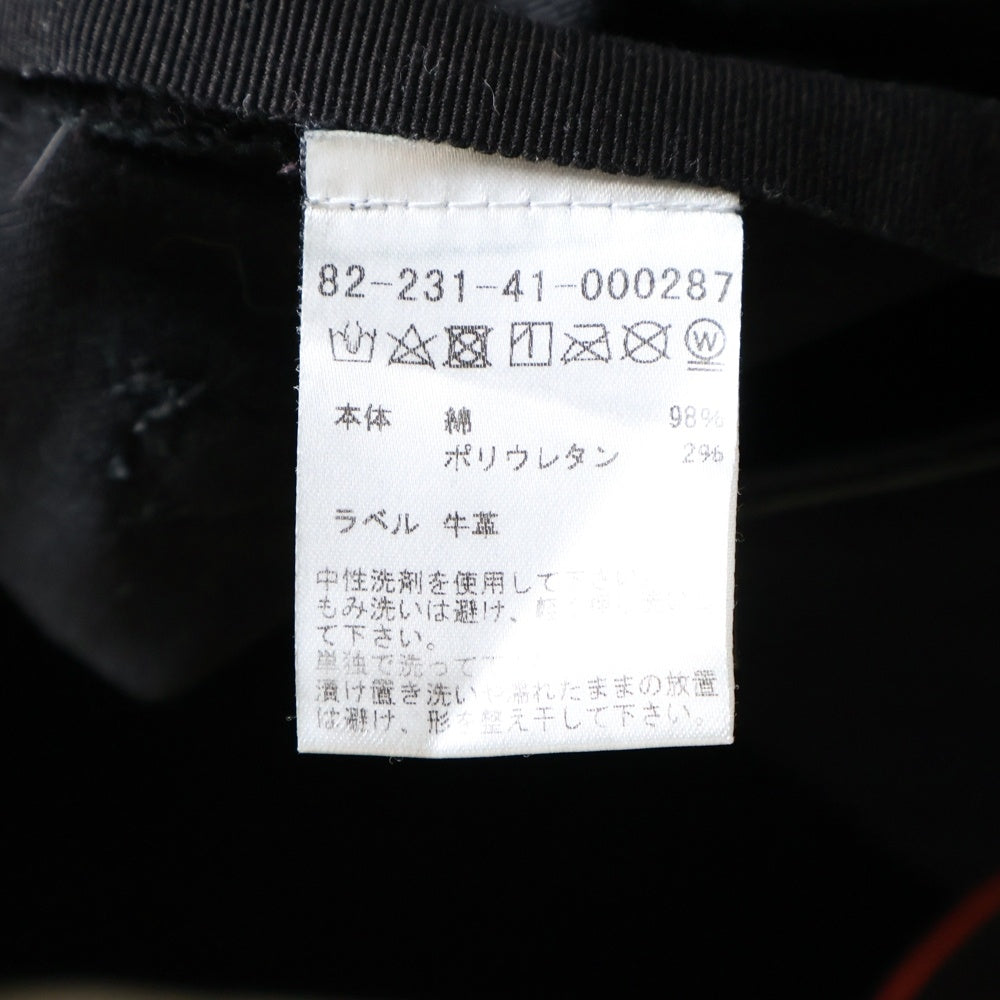 82-231-41-000287
W
本体 綿 98%
ポリウレタン 2%
ラベル 牛革
中性洗剤を使用して下さい。
もみ洗いは避け、
て下さい。
単独で洗って
漬け置き洗いや濡れたままの放置
は避け、形を整え干して下さい。